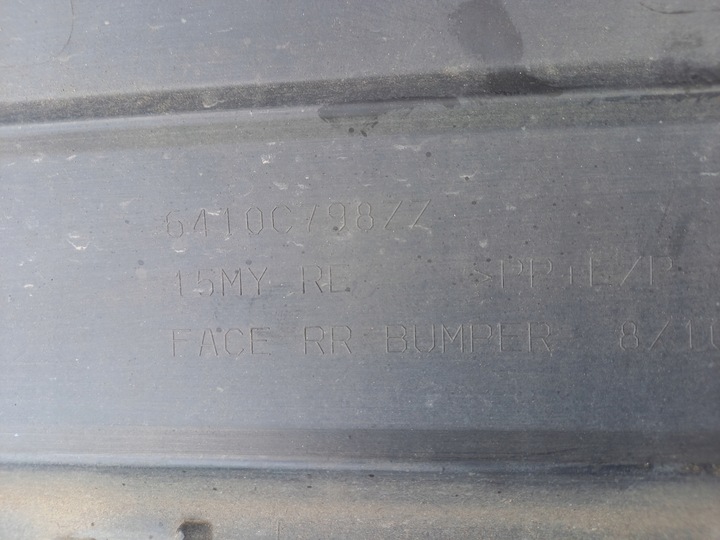 6410C798ZZ
15MY RE >PP+E/P
FACE RR BUMPER 8/10